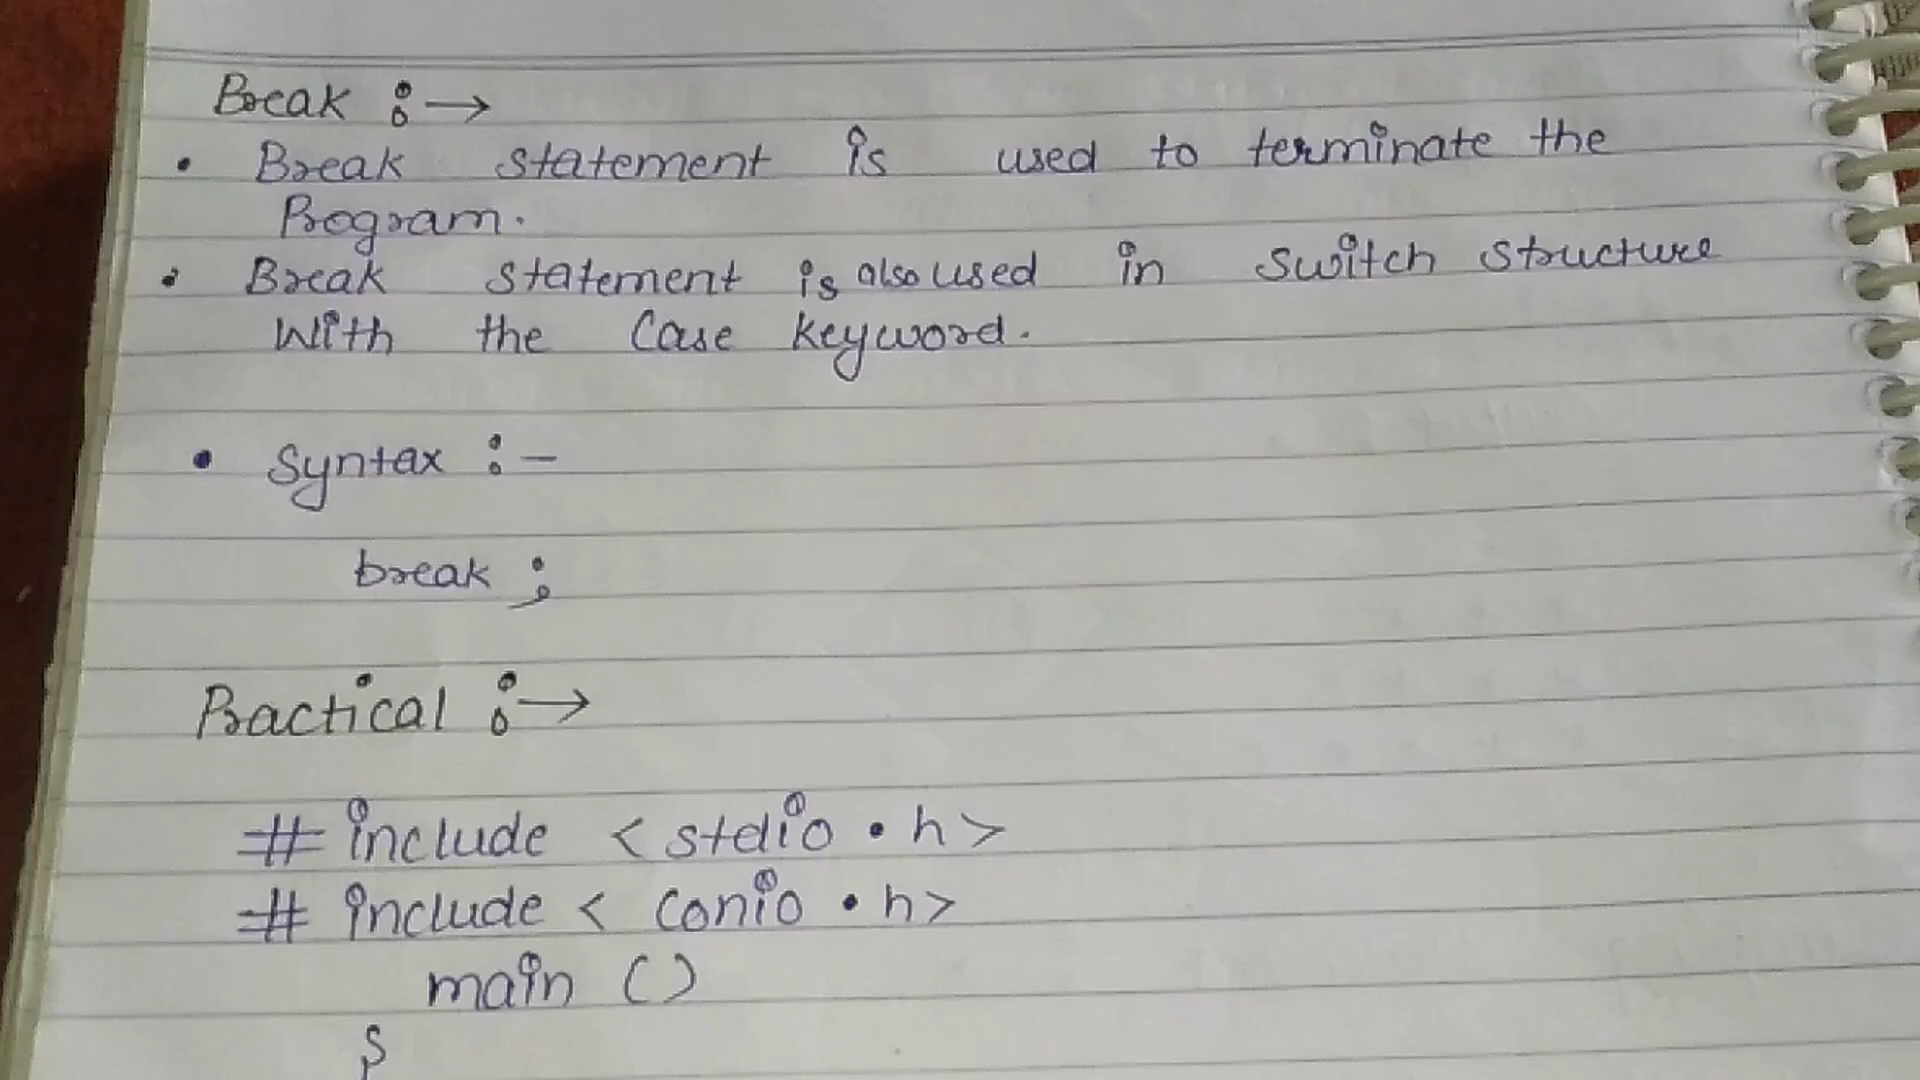 Break :→
• Break statement is used to terminate the
Program.
• Break statement is also used in switch structure
With the Case keyword.
• Syntax :-
break ;
Practical :→
# include < stdio . h >
# include < conio . h >
main ( )
{